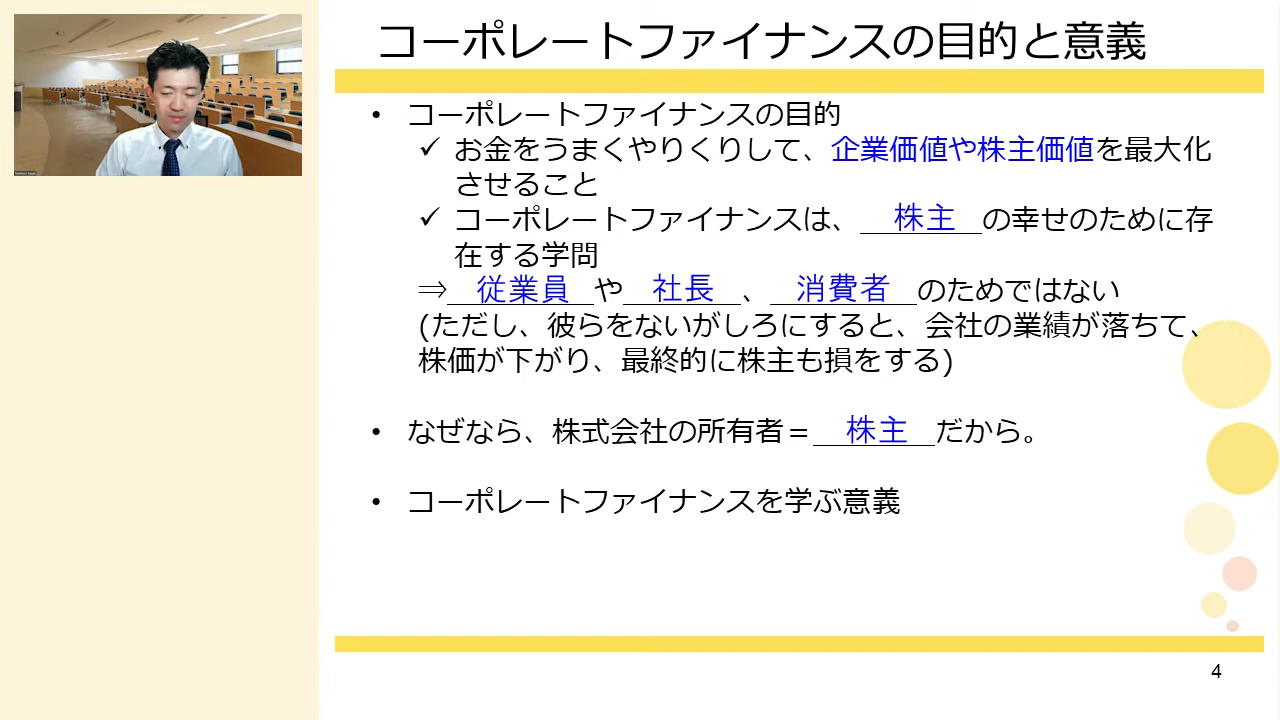 コーポレートファイナンスの目的と意義
• コーポレートファイナンスの目的
✓ お金をうまくやりくりして、企業価値や株主価値を最大化
させること
✓ コーポレートファイナンスは、 株主 の幸せのために存
在する学問
⇒ 従業員 や 社長 、 消費者 のためではない
(ただし、彼らをないがしろにすると、会社の業績が落ちて、
株価が下がり、最終的に株主も損をする)
• なぜなら、株式会社の所有者＝ 株主 だから。
• コーポレートファイナンスを学ぶ意義
4